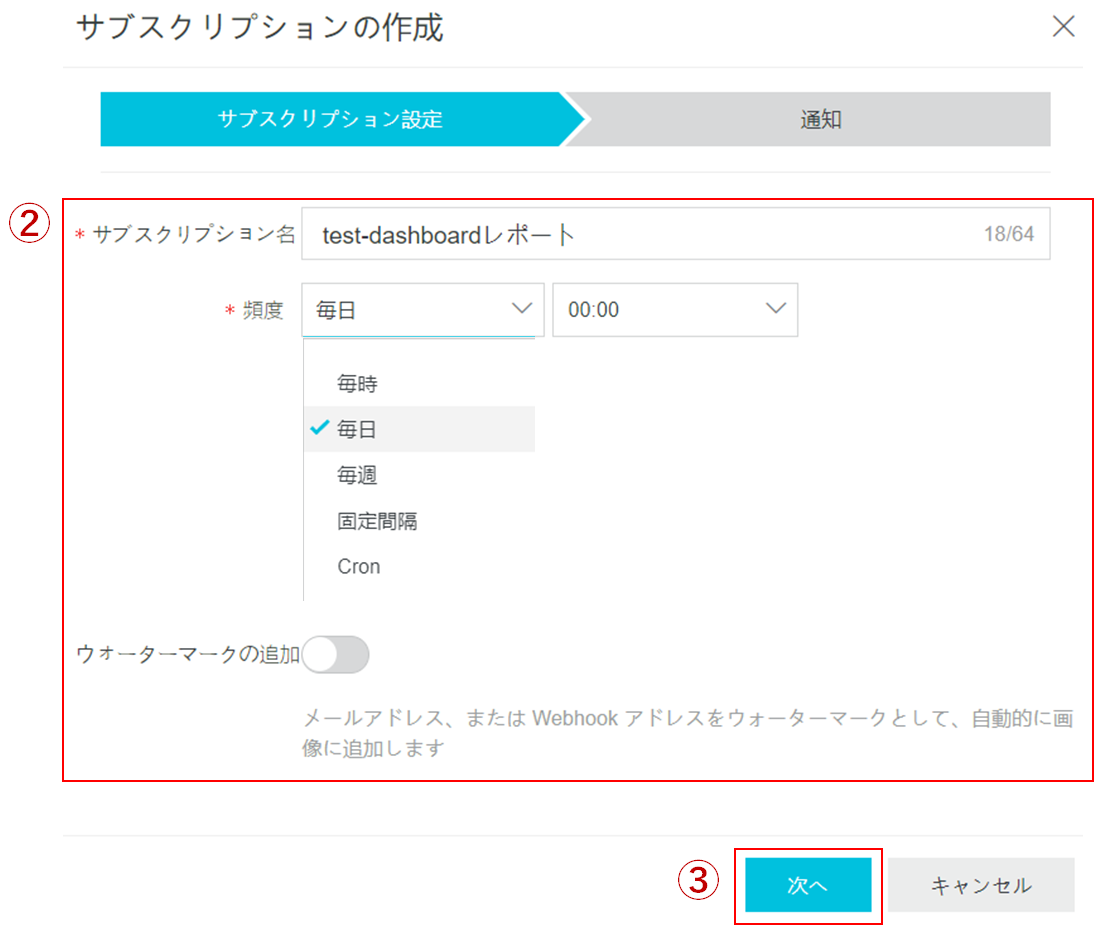 サブスクリプションの作成
サブスクリプション設定
通知
②
* サブスクリプション名
test-dashboardレポート
18/64
* 頻度
毎日
00:00
毎時
毎日
毎週
固定間隔
Cron
ウォーターマークの追加
メールアドレス、または Webhook アドレスをウォーターマークとして、自動的に画
像に追加します
③
次へ
キャンセル